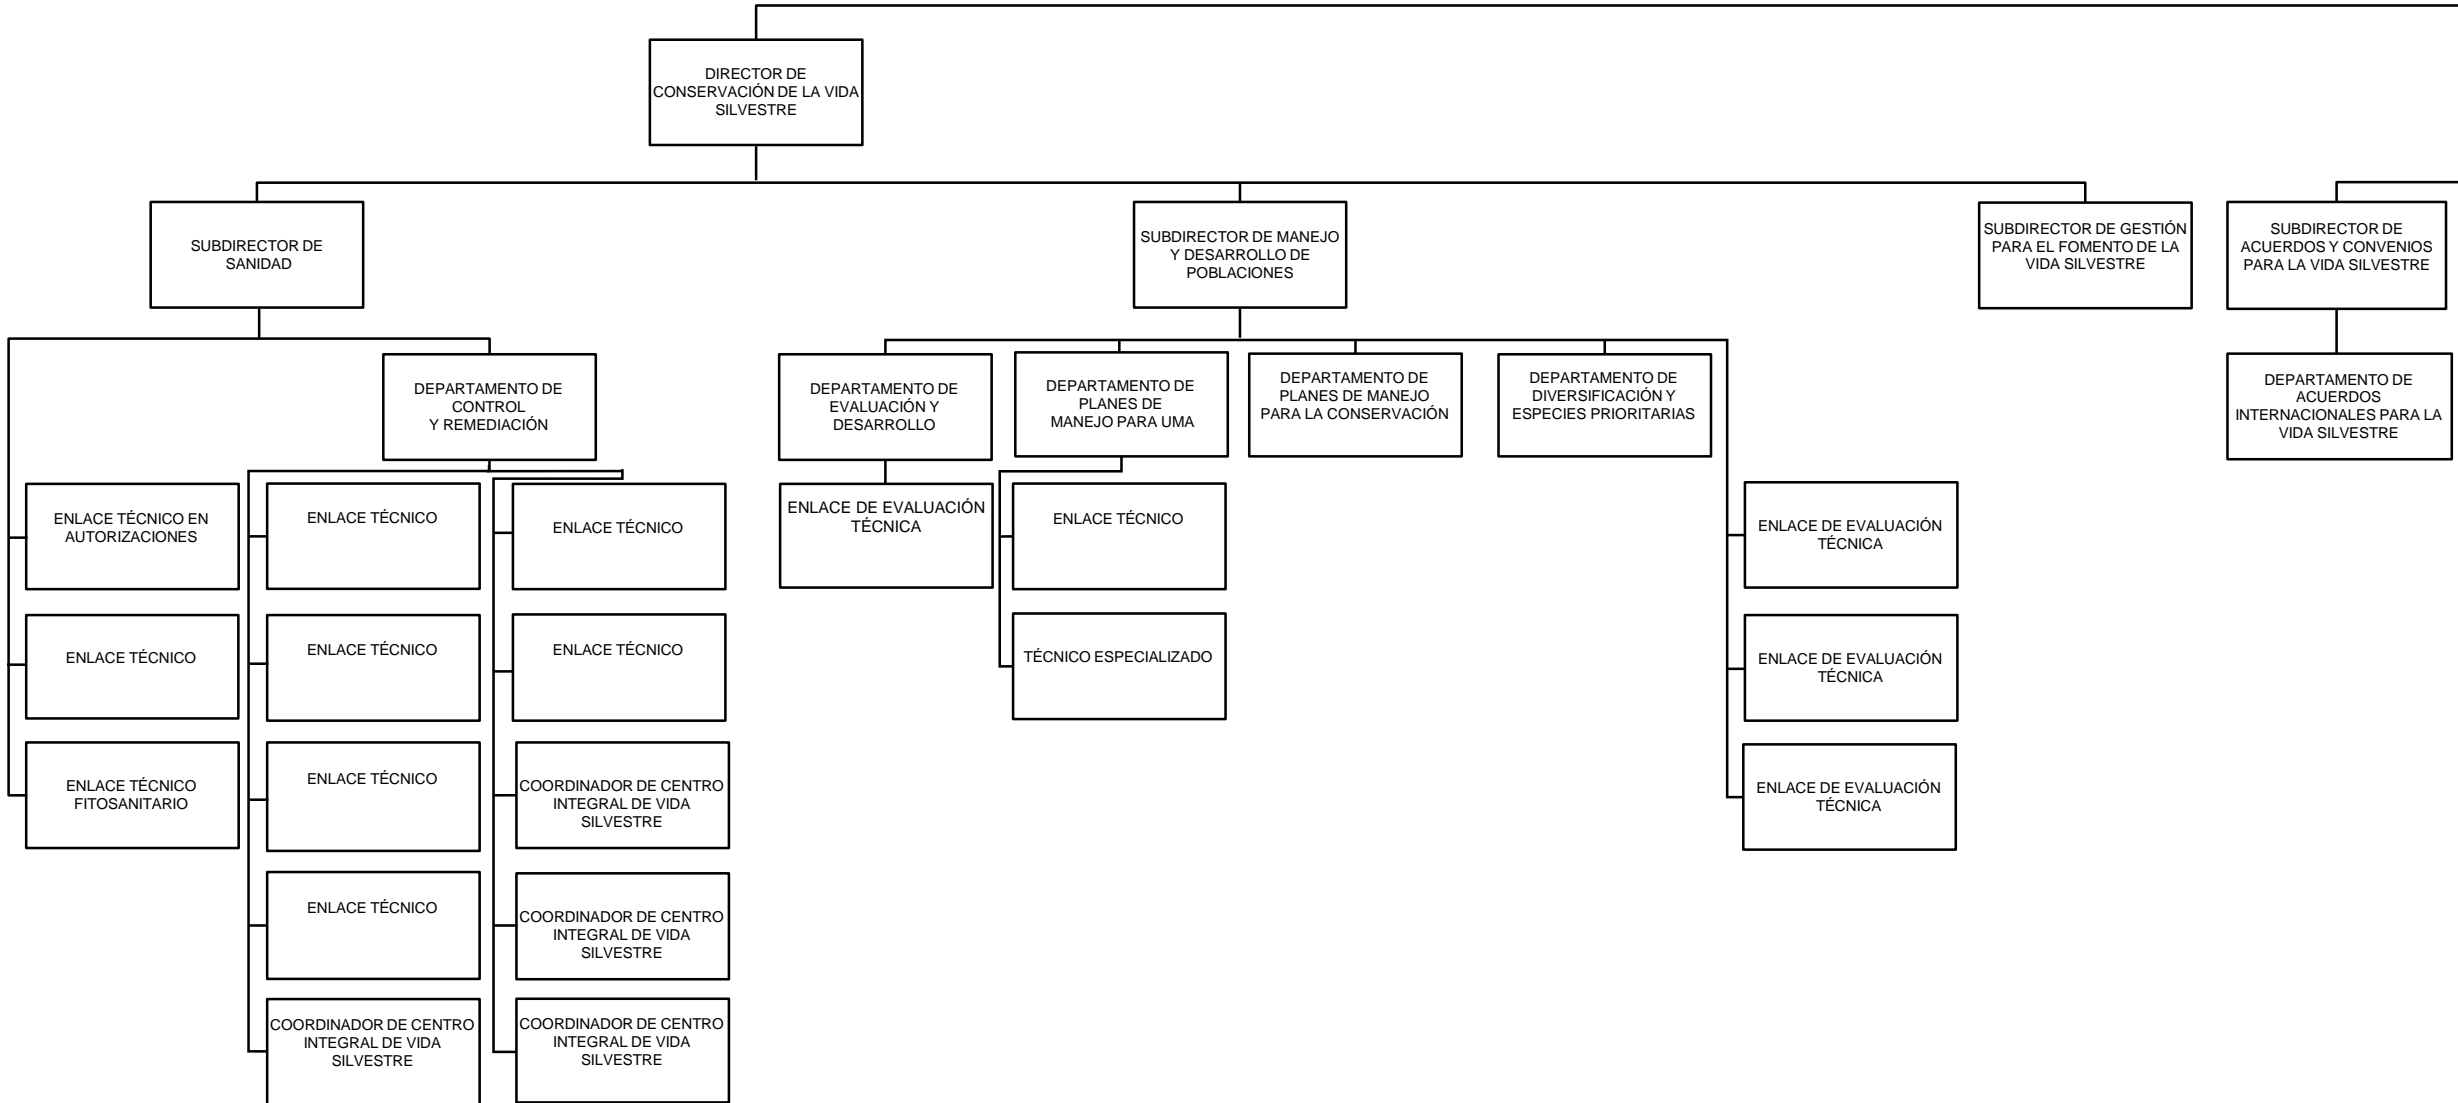 DIRECTOR DE
CONSERVACIÓN DE LA VIDA
SILVESTRE
SUBDIRECTOR DE
SANIDAD
SUBDIRECTOR DE MANEJO
Y DESARROLLO DE
POBLACIONES
SUBDIRECTOR DE GESTIÓN
PARA EL FOMENTO DE LA
VIDA SILVESTRE
SUBDIRECTOR DE
ACUERDOS Y CONVENIOS
PARA LA VIDA SILVESTRE
DEPARTAMENTO DE
CONTROL
Y REMEDIACIÓN
DEPARTAMENTO DE
EVALUACIÓN Y
DESARROLLO
DEPARTAMENTO DE
PLANES DE
MANEJO PARA UMA
DEPARTAMENTO DE
PLANES DE MANEJO
PARA LA CONSERVACIÓN
DEPARTAMENTO DE
DIVERSIFICACIÓN Y
ESPECIES PRIORITARIAS
DEPARTAMENTO DE
ACUERDOS
INTERNACIONALES PARA LA
VIDA SILVESTRE
ENLACE TÉCNICO EN
AUTORIZACIONES
ENLACE TÉCNICO
ENLACE TÉCNICO
ENLACE DE EVALUACIÓN
TÉCNICA
ENLACE TÉCNICO
ENLACE DE EVALUACIÓN
TÉCNICA
ENLACE TÉCNICO
ENLACE TÉCNICO
ENLACE TÉCNICO
TÉCNICO ESPECIALIZADO
ENLACE DE EVALUACIÓN
TÉCNICA
ENLACE TÉCNICO
FITOSANITARIO
ENLACE TÉCNICO
COORDINADOR DE CENTRO
INTEGRAL DE VIDA
SILVESTRE
ENLACE DE EVALUACIÓN
TÉCNICA
ENLACE TÉCNICO
COORDINADOR DE CENTRO
INTEGRAL DE VIDA
SILVESTRE
COORDINADOR DE CENTRO
INTEGRAL DE VIDA
SILVESTRE
COORDINADOR DE CENTRO
INTEGRAL DE VIDA
SILVESTRE